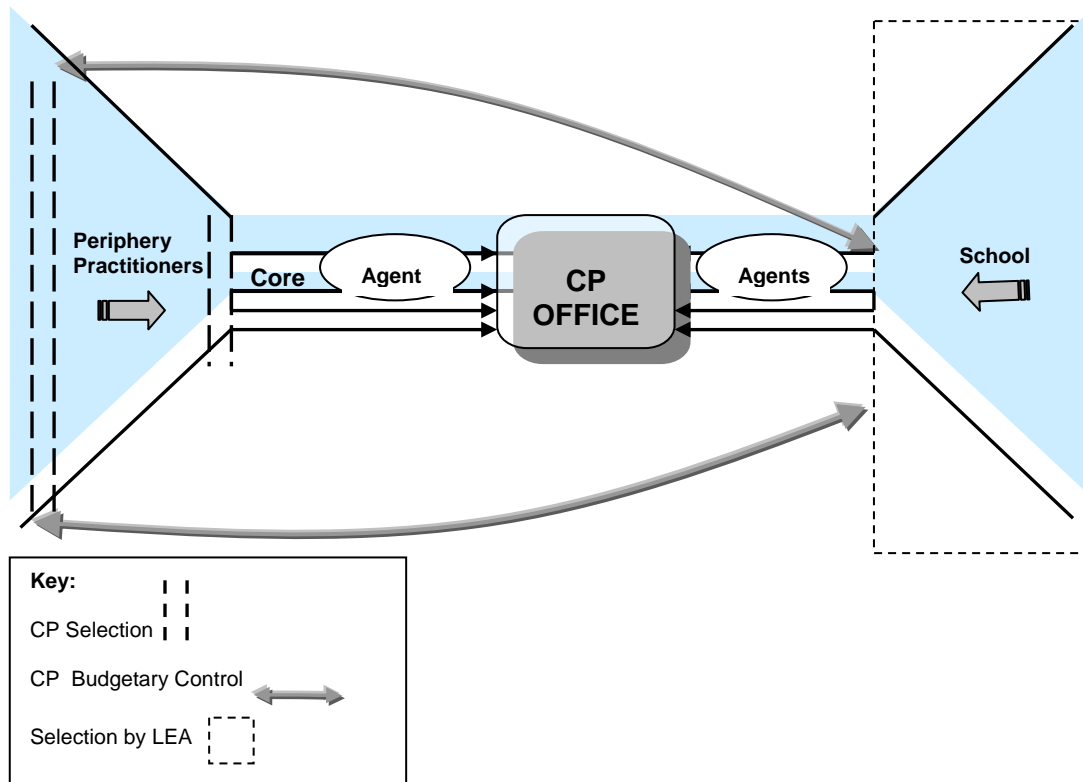 Periphery
Practitioners
Core
Agent
CP
OFFICE
Agents
School
Key:
CP Selection
CP Budgetary Control
Selection by LEA